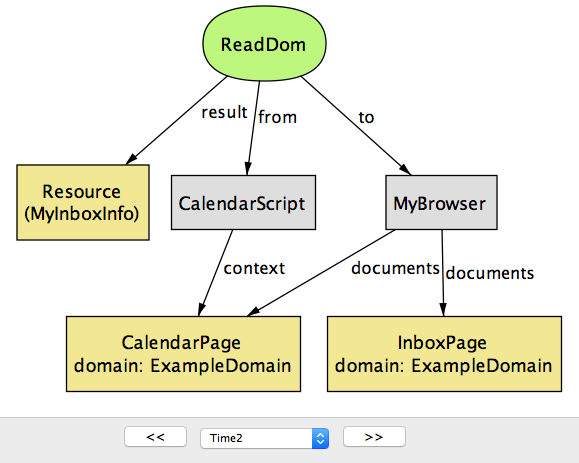 ReadDom
result
from
to
Resource
(MyInboxInfo)
CalendarScript
MyBrowser
context
documents
documents
CalendarPage
domain: ExampleDomain
InboxPage
domain: ExampleDomain
<<
Time2
>>